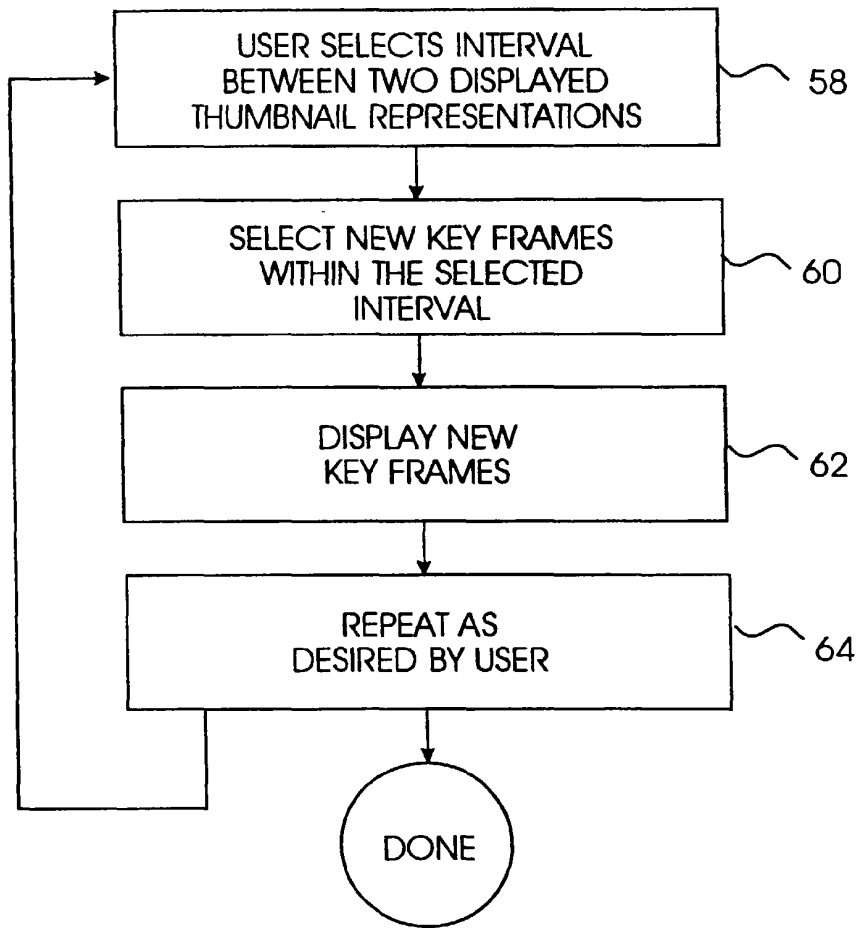 USER SELECTS INTERVAL
BETWEEN TWO DISPLAYED
THUMBNAIL REPRESENTATIONS
58
SELECT NEW KEY FRAMES
WITHIN THE SELECTED
INTERVAL
60
DISPLAY NEW
KEY FRAMES
62
REPEAT AS
DESIRED BY USER
64
DONE